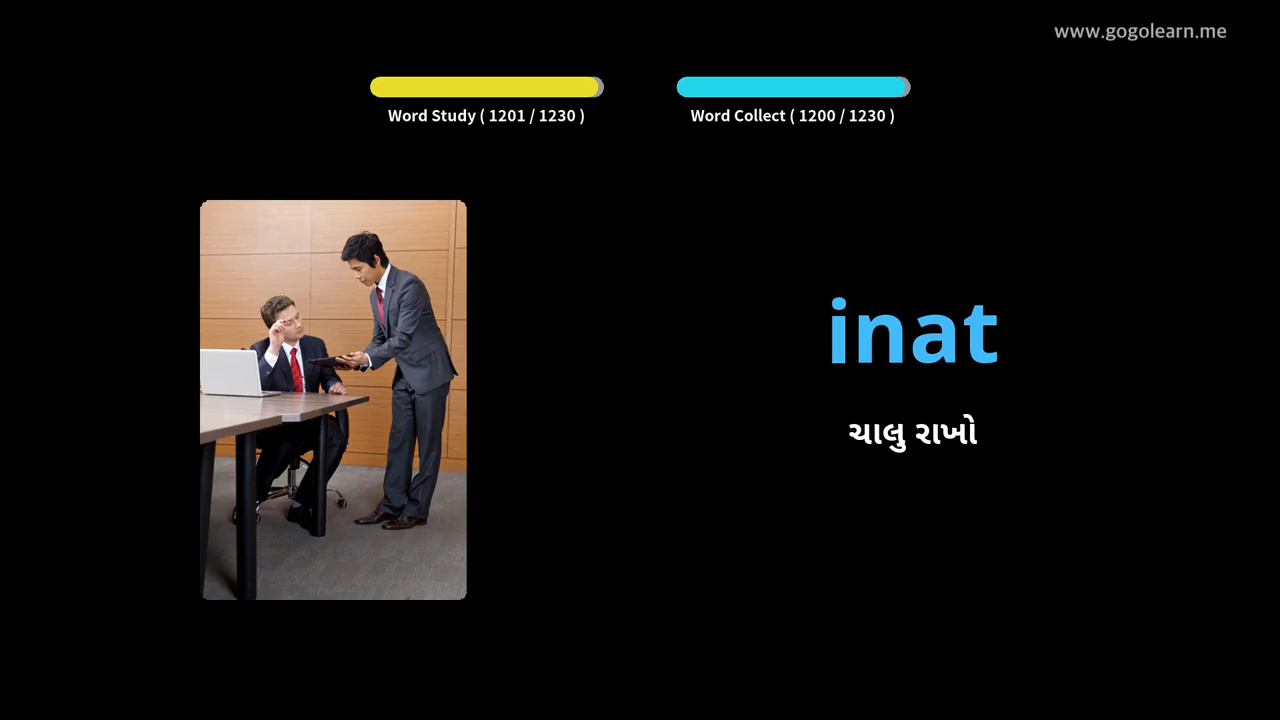 www.gogolearn.me
Word Study ( 1201 / 1230 )
Word Collect ( 1200 / 1230 )
inat
ચાલુ રાખો